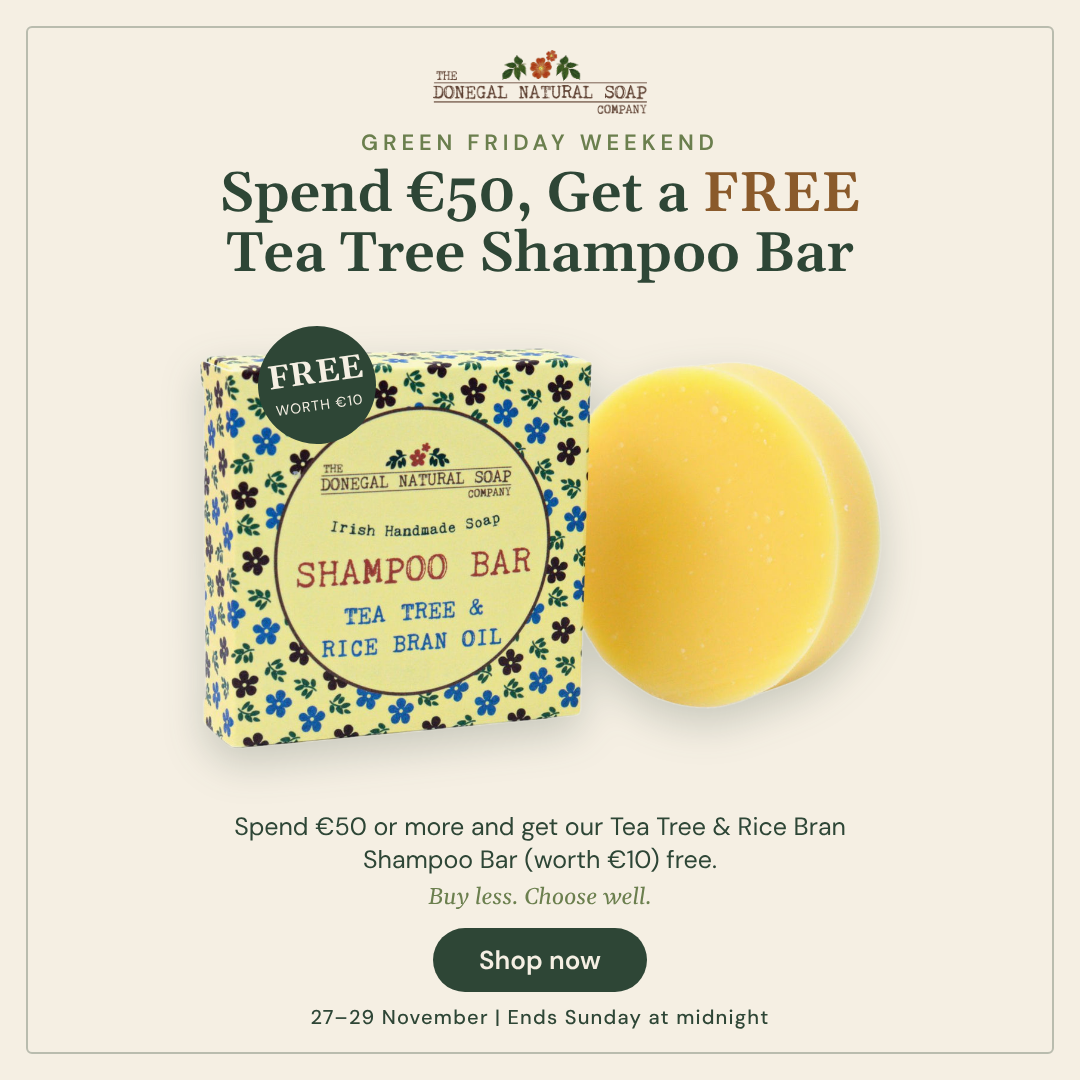 THE
DONEGAL NATURAL SOAP
COMPANY
GREEN FRIDAY WEEKEND
Spend €50, Get a FREE
Tea Tree Shampoo Bar
FREE
WORTH €10
THE
DONEGAL NATURAL SOAP
COMPANY
Irish Handmade Soap
SHAMPOO BAR
TEA TREE &
RICE BRAN OIL
Spend €50 or more and get our Tea Tree & Rice Bran
Shampoo Bar (worth €10) free.
Buy less. Choose well.
Shop now
27–29 November | Ends Sunday at midnight